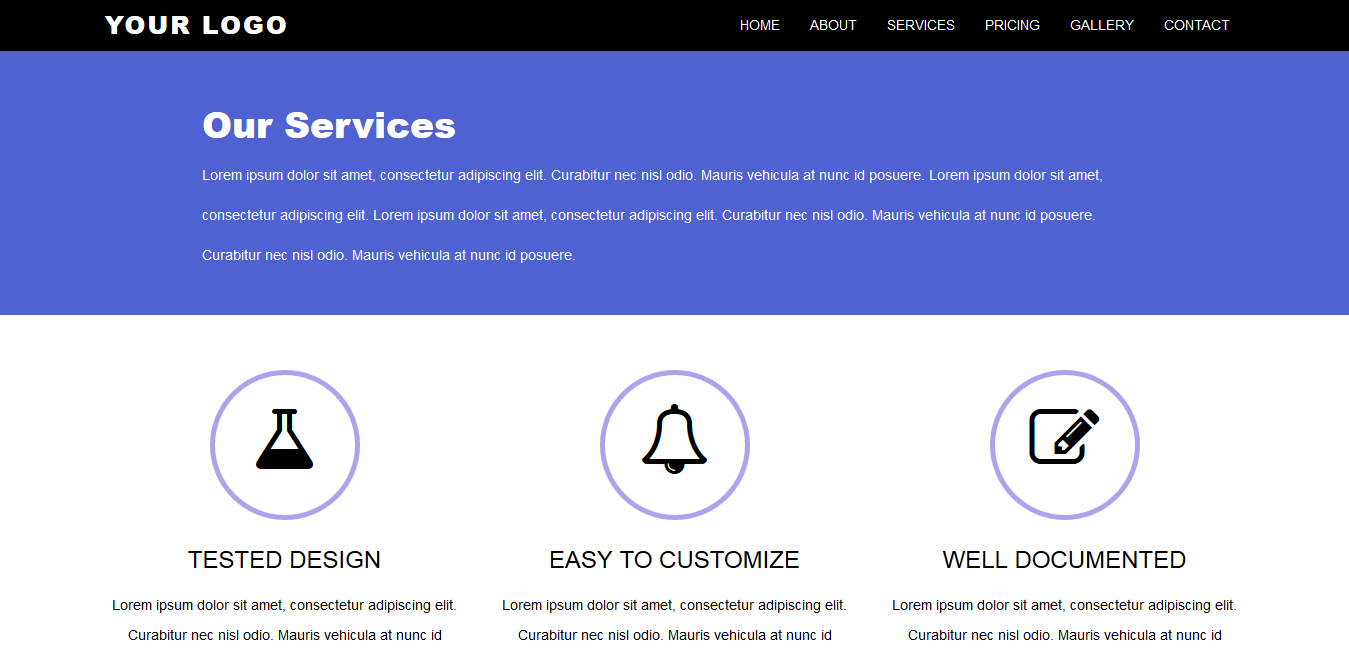 YOUR LOGO
HOME ABOUT SERVICES PRICING GALLERY CONTACT
Our Services
Lorem ipsum dolor sit amet, consectetur adipiscing elit. Curabitur nec nisl odio. Mauris vehicula at nunc id posuere. Lorem ipsum dolor sit amet,
consectetur adipiscing elit. Lorem ipsum dolor sit amet, consectetur adipiscing elit. Curabitur nec nisl odio. Mauris vehicula at nunc id posuere.
Curabitur nec nisl odio. Mauris vehicula at nunc id posuere.
TESTED DESIGN
Lorem ipsum dolor sit amet, consectetur adipiscing elit.
Curabitur nec nisl odio. Mauris vehicula at nunc id
EASY TO CUSTOMIZE
Lorem ipsum dolor sit amet, consectetur adipiscing elit.
Curabitur nec nisl odio. Mauris vehicula at nunc id
WELL DOCUMENTED
Lorem ipsum dolor sit amet, consectetur adipiscing elit.
Curabitur nec nisl odio. Mauris vehicula at nunc id